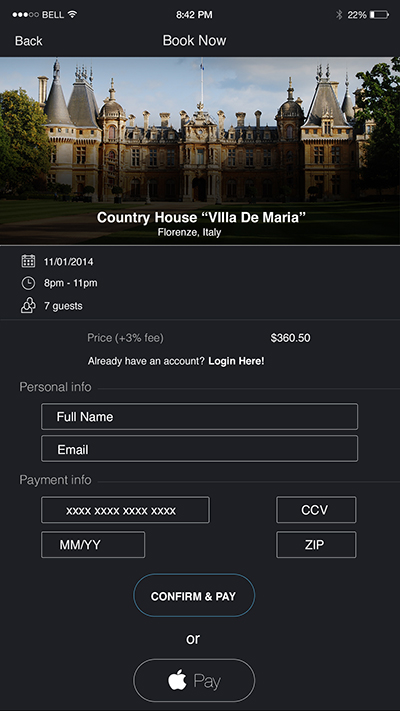 BELL 8:42 PM 22%
Back Book Now
Country House “VIlla De Maria”
Florenze, Italy
11/01/2014
8pm - 11pm
7 guests
Price (+3% fee) $360.50
Already have an account? Login Here!
Personal info
Full Name
Email
Payment info
xxxx xxxx xxxx xxxx CCV
MM/YY ZIP
CONFIRM & PAY
or
Pay